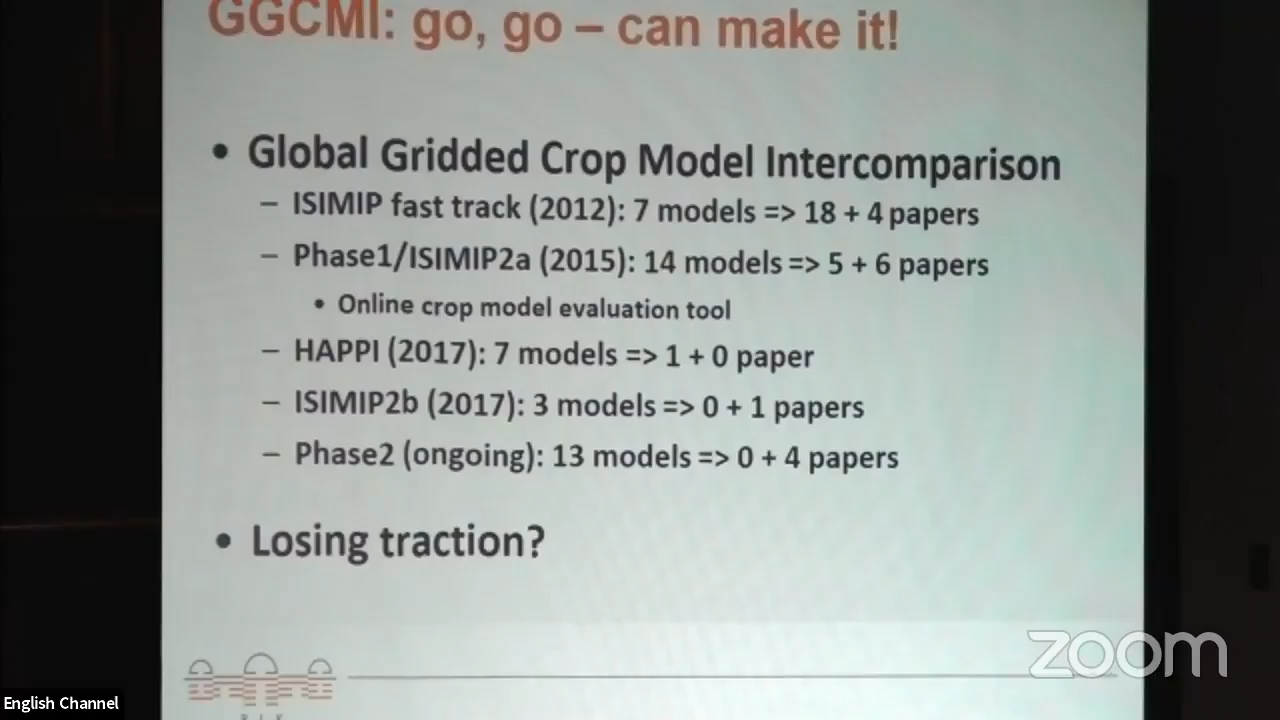 GGCMI: go, go – can make it!
• Global Gridded Crop Model Intercomparison
– ISIMIP fast track (2012): 7 models => 18 + 4 papers
– Phase1/ISIMIP2a (2015): 14 models => 5 + 6 papers
• Online crop model evaluation tool
– HAPPI (2017): 7 models => 1 + 0 paper
– ISIMIP2b (2017): 3 models => 0 + 1 papers
– Phase2 (ongoing): 13 models => 0 + 4 papers
• Losing traction?
zoom
English Channel